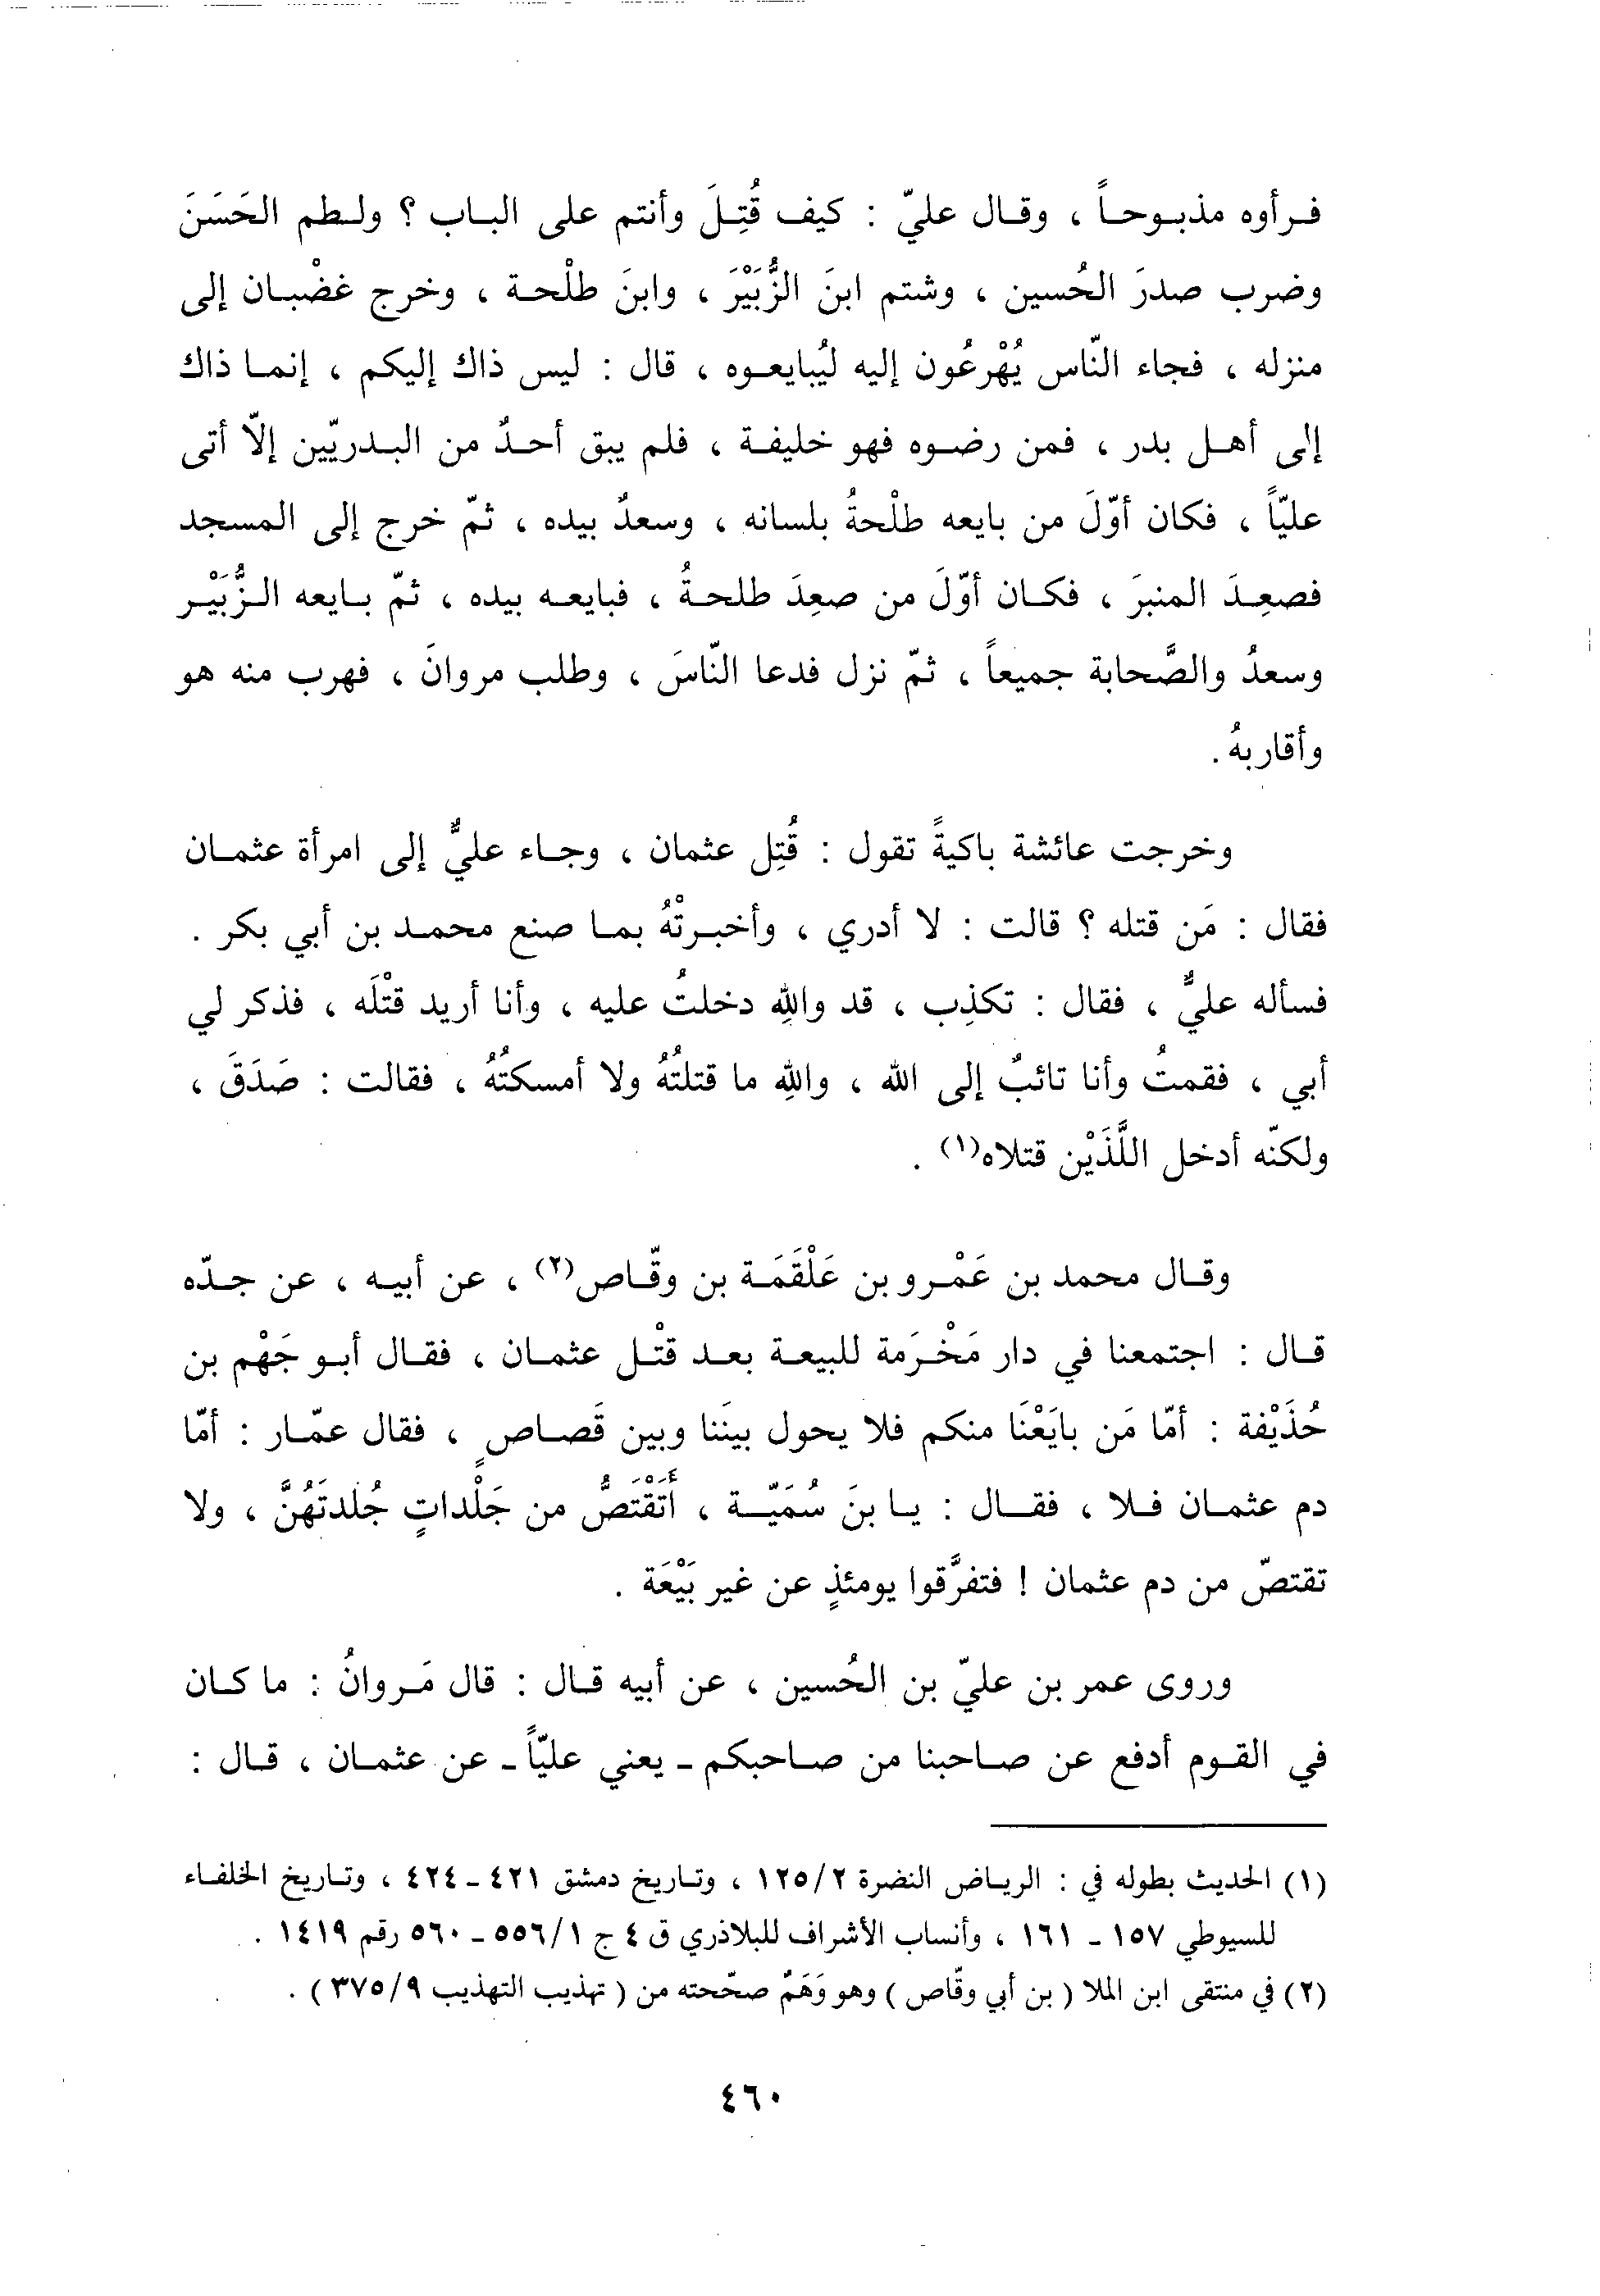 فرأوه مذبوحاً ، وقال عليّ : كيف قُتِلَ وأنتم على الباب ؟ ولطم الحَسَنَ
وضرب صدرَ الحُسين ، وشتم ابنَ الزُّبَيْرَ ، وابنَ طلْحة ، وخرج غضْبان إلى
منزله ، فجاء النّاس يُهْرعُون إليه ليُبايعوه ، قال : ليس ذاك إليكم ، إنما ذاك
إلى أهل بدر ، فمن رضوه فهو خليفة ، فلم يبق أحدٌ من البدريّين إلاّ أتى
عليّاً ، فكان أوّلَ من بايعه طلْحةُ بلسانه ، وسعدٌ بيده ، ثمّ خرج إلى المسجد
فصعِدَ المنبرَ ، فكان أوّلَ من صعِدَ طلحةُ ، فبايعه بيده ، ثمّ بايعه الزُّبَيْر
وسعدُ والصَّحابة جميعاً ، ثمّ نزل فدعا النّاسَ ، وطلب مروانَ ، فهرب منه هو
وأقاربهُ .
وخرجت عائشة باكيةً تقول : قُتِل عثمان ، وجاء عليٌّ إلى امرأة عثمان
فقال : مَن قتله ؟ قالت : لا أدري ، وأخبرتْهُ بما صنع محمد بن أبي بكر .
فسأله عليٌّ ، فقال : تكذِب ، قد واللهِ دخلتُ عليه ، وأنا أريد قتْلَه ، فذكر لي
أبي ، فقمتُ وأنا تائبٌ إلى الله ، واللهِ ما قتلتُهُ ولا أمسكتُهُ ، فقالت : صَدَقَ ،
ولكنّه أدخل اللَّذَيْن قتلاه(١) .
وقال محمد بن عَمْرو بن عَلْقَمَة بن وقّاص(٢) ، عن أبيه ، عن جدّه
قال : اجتمعنا في دار مَخْرَمة للبيعة بعد قتْل عثمان ، فقال أبو جَهْم بن
حُذَيْفة : أمّا مَن بايَعْنَا منكم فلا يحول بينَنا وبين قَصاصٍ ، فقال عمّار : أمّا
دم عثمان فلا ، فقال : يا بنَ سُمَيّة ، أَتَقْتَصُّ من جَلْداتٍ جُلدتَهُنَّ ، ولا
تقتصّ من دم عثمان ! فتفرَّقوا يومئذٍ عن غير بَيْعَة .
وروى عمر بن عليّ بن الحُسين ، عن أبيه قال : قال مَروانُ : ما كان
في القوم أدفع عن صاحبنا من صاحبكم ـ يعني عليّاً ـ عن عثمان ، قال :
(١) الحديث بطوله في : الرياض النضرة ١٢٥/٢ ، وتاريخ دمشق ٤٢١ ـ ٤٢٤ ، وتاريخ الخلفاء
للسيوطي ١٥٧ ـ ١٦١ ، وأنساب الأشراف للبلاذري ق ٤ ج ٥٥٦/١ ـ ٥٦٠ رقم ١٤١٩ .
(٢) في منتقى ابن الملا ( بن أبي وقّاص ) وهو وَهَمٌ صحّحته من ( تهذيب التهذيب ٣٧٥/٩ ) .
٤٦٠